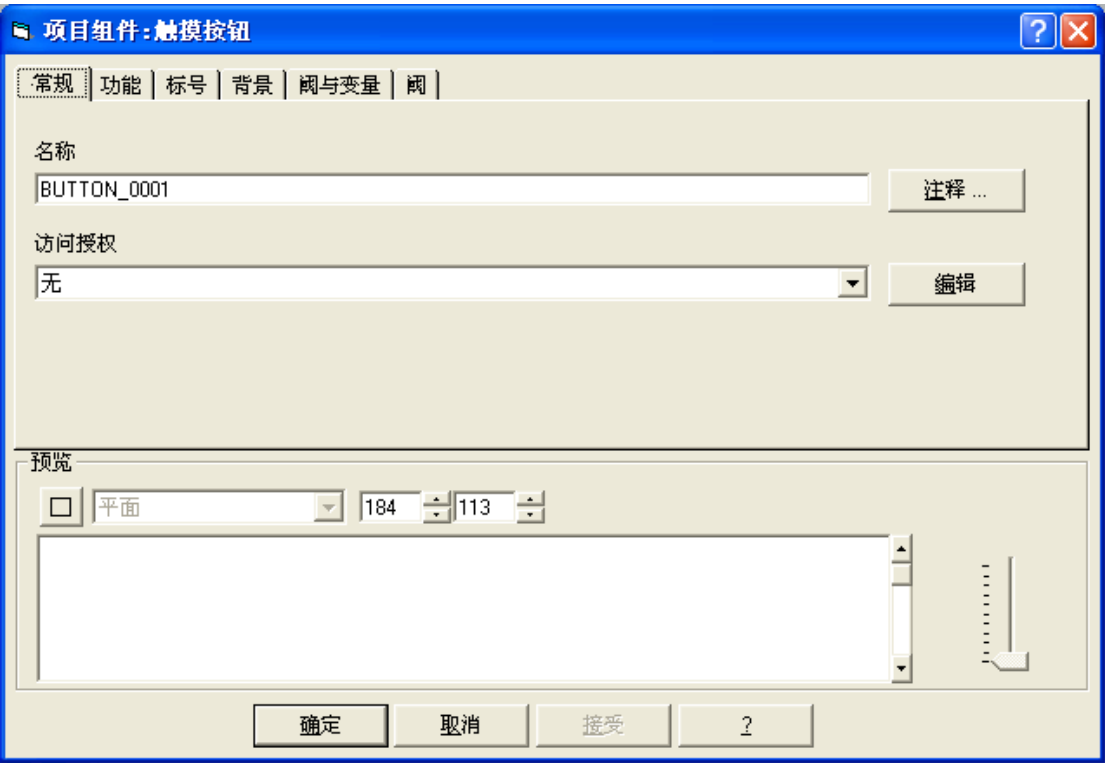 项目组件:触摸按钮
常规 功能 标号 背景 阈与变量 阈
名称
BUTTON_0001 注释 ...
访问授权
无 编辑
预览
平面 184 113
确定 取消 接受 ?